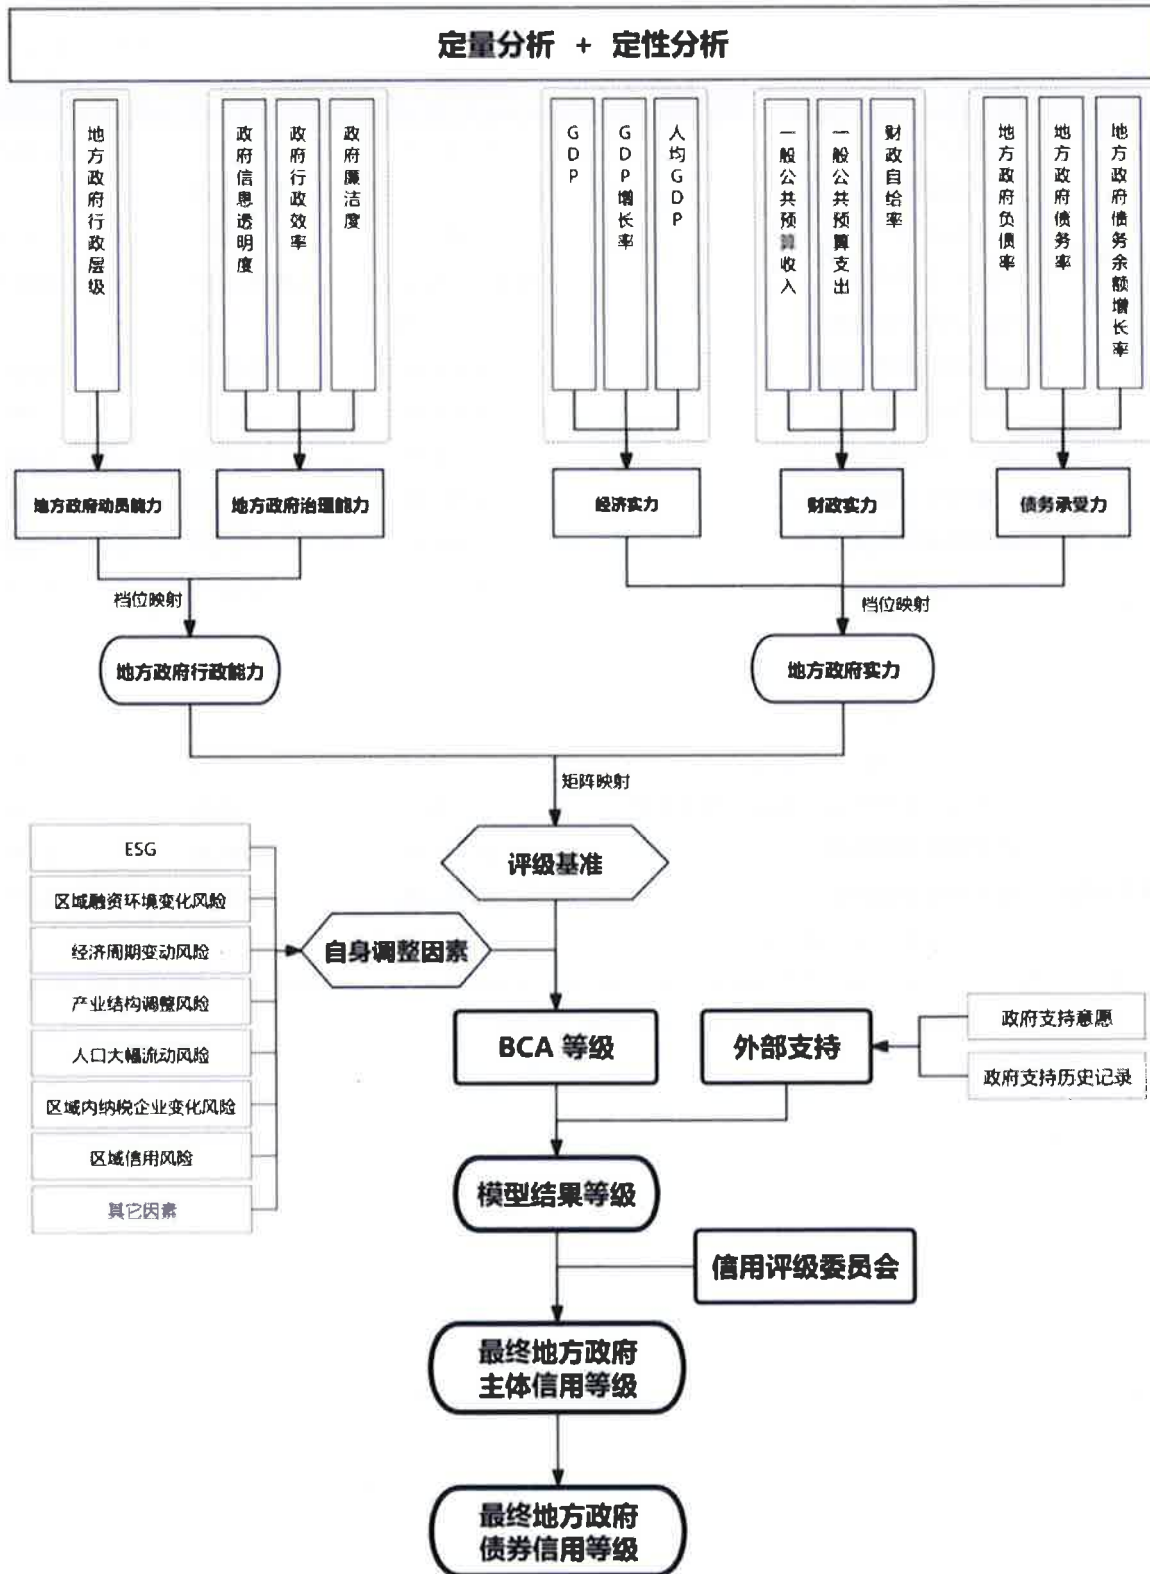 定量分析 + 定性分析
地方政府行政层级
政府信息透明度
政府行政效率
政府廉洁度
GDP
GDP增长率
人均GDP
一般公共预算收入
一般公共预算支出
财政自给率
地方政府负债率
地方政府债务率
地方政府债务余额增长率
地方政府动员能力
地方政府治理能力
经济实力
财政实力
债务承受力
档位映射
档位映射
地方政府行政能力
地方政府实力
矩阵映射
评级基准
ESG
区域融资环境变化风险
经济周期变动风险
产业结构调整风险
人口大幅流动风险
区域内纳税企业变化风险
区域信用风险
其它因素
自身调整因素
BCA 等级
外部支持
政府支持意愿
政府支持历史记录
模型结果等级
信用评级委员会
最终地方政府
主体信用等级
最终地方政府
债券信用等级